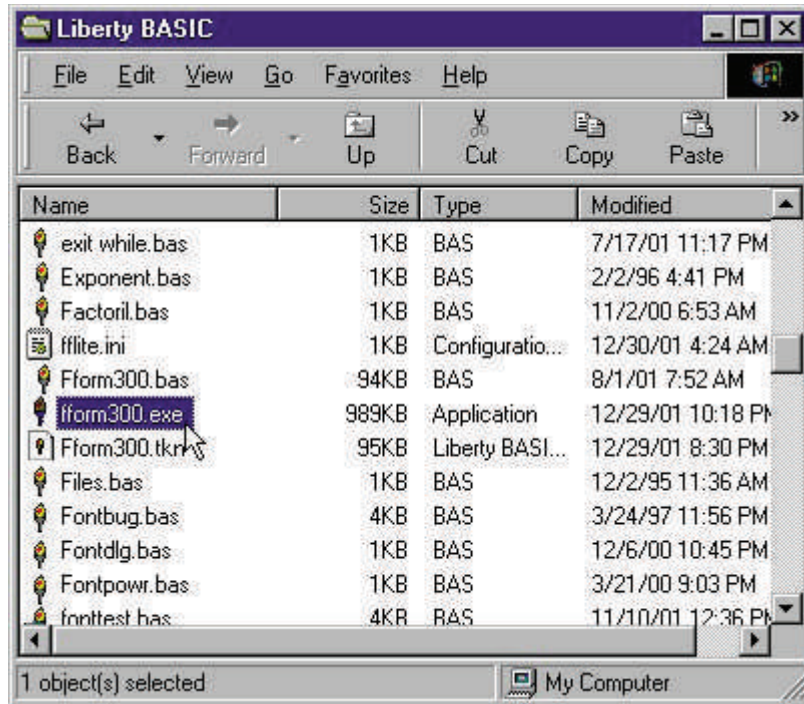 Liberty BASIC
File Edit View Go Favorites Help
Back Forward Up Cut Copy Paste »
Name Size Type Modified
exit while.bas 1KB BAS 7/17/01 11:17 PM
Exponent.bas 1KB BAS 2/2/96 4:41 PM
Factoril.bas 1KB BAS 11/2/00 6:53 AM
fflite.ini 1KB Configuratio... 12/30/01 4:24 AM
Fform300.bas 94KB BAS 8/1/01 7:52 AM
fform300.exe 989KB Application 12/29/01 10:18 PM
Fform300.tkn 95KB Liberty BASI... 12/29/01 8:30 PM
Files.bas 1KB BAS 12/2/95 11:36 AM
Fontbug.bas 4KB BAS 3/24/97 11:56 PM
Fontdlg.bas 1KB BAS 12/6/00 10:45 PM
Fontpowr.bas 1KB BAS 3/21/00 9:03 PM
fonttest.bas 4KB BAS 11/10/01 12:36 PM
1 object(s) selected My Computer